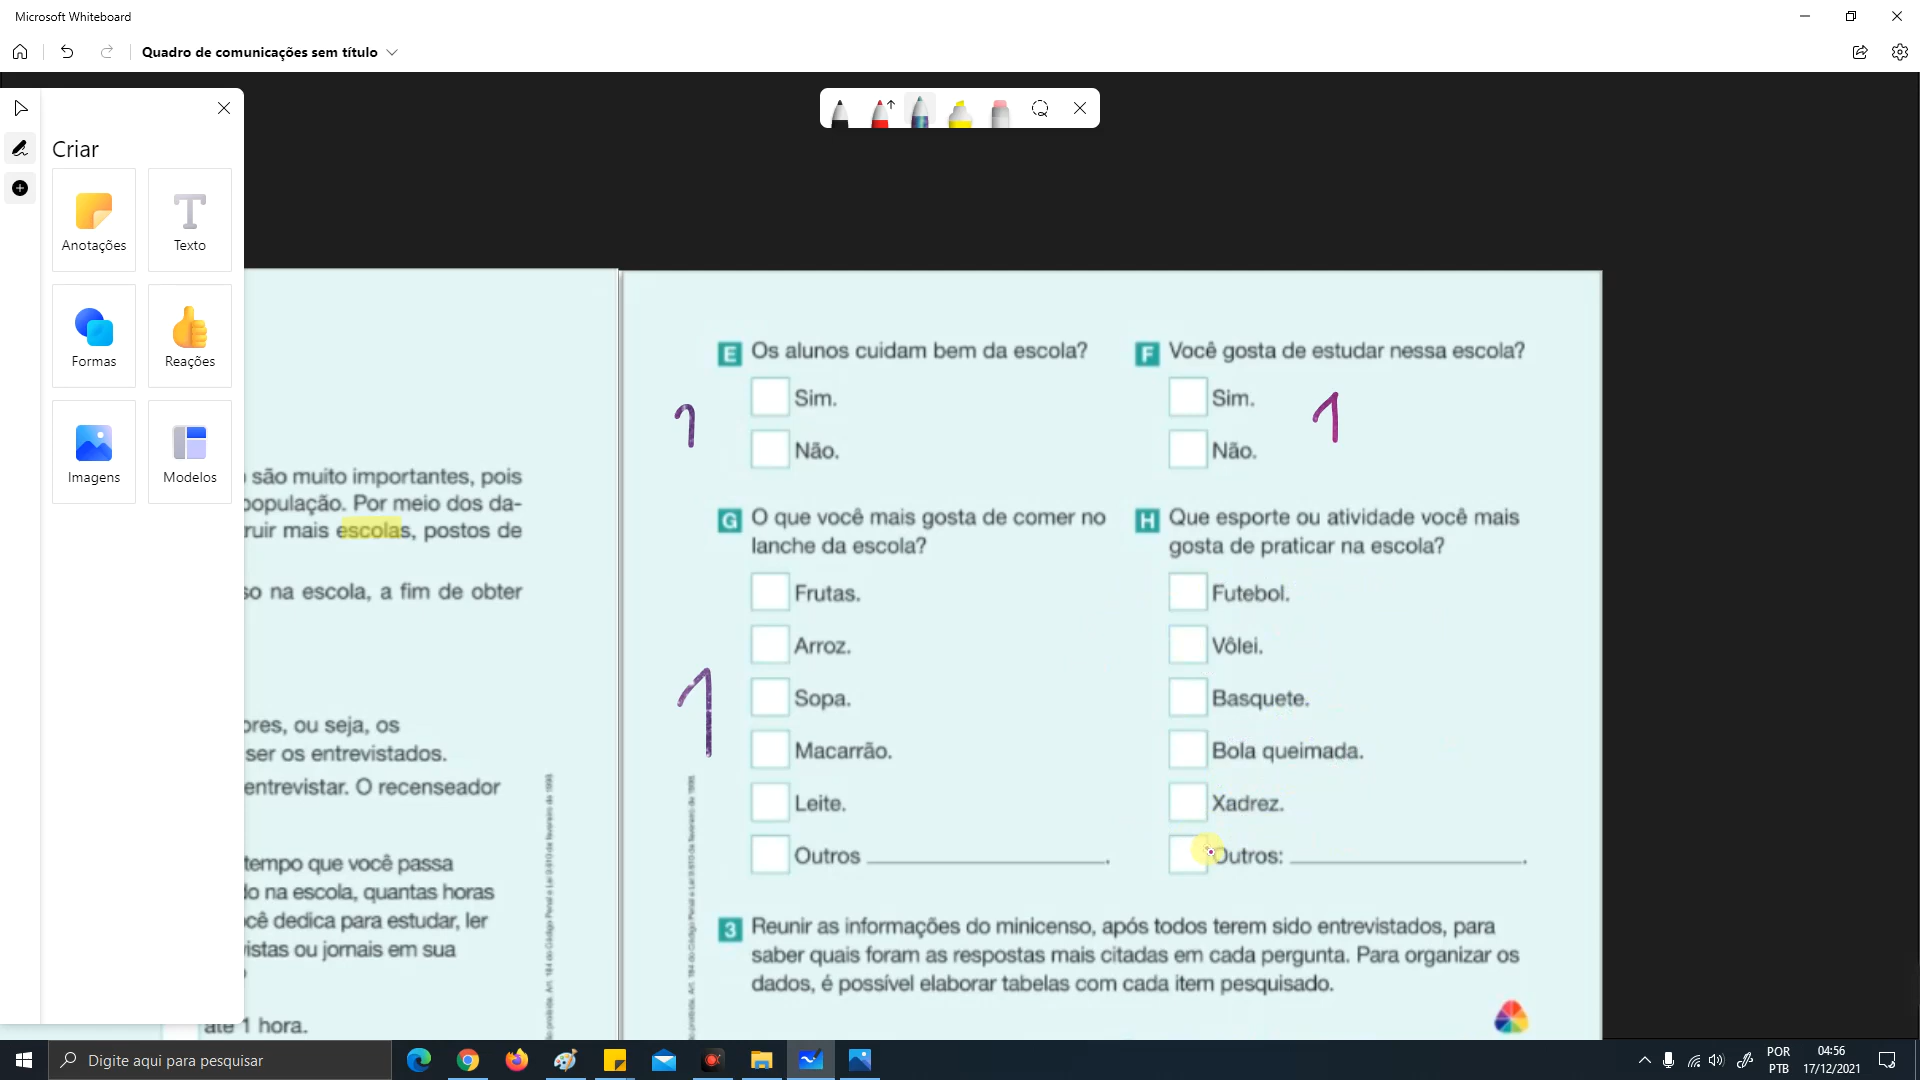 Microsoft Whiteboard
Quadro de comunicações sem título
Criar
Anotações
Texto
Formas
Reações
Imagens
Modelos
são muito importantes, pois
população. Por meio dos da-
ruir mais escolas, postos de
so na escola, a fim de obter
ores, ou seja, os
ser os entrevistados.
entrevistar. O recenseador
tempo que você passa
do na escola, quantas horas
cê dedica para estudar, ler
istas ou jornais em sua
até 1 hora.
E Os alunos cuidam bem da escola?
Sim.
Não.
1
F Você gosta de estudar nessa escola?
Sim.
Não.
1
G O que você mais gosta de comer no
lanche da escola?
Frutas.
Arroz.
Sopa.
Macarrão.
Leite.
Outros
1
H Que esporte ou atividade você mais
gosta de praticar na escola?
Futebol.
Vôlei.
Basquete.
Bola queimada.
Xadrez.
Outros:
3 Reunir as informações do minicenso, após todos terem sido entrevistados, para
saber quais foram as respostas mais citadas em cada pergunta. Para organizar os
dados, é possível elaborar tabelas com cada item pesquisado.
Digite aqui para pesquisar
POR
PTB
04:56
17/12/2021